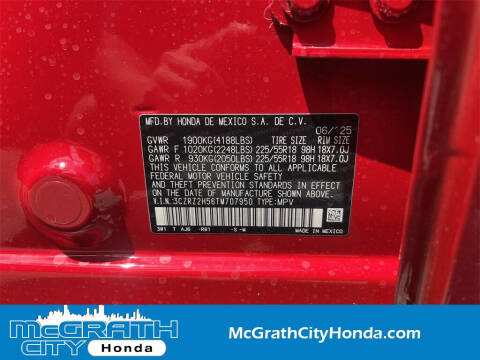 MFD.BY HONDA DE MEXICO S.A. DE C.V.
06/'25
GVWR 1900KG(4188LBS) TIRE SIZE RIM SIZE
GAWR F 1020KG(2248LBS) 225/55R18 98H 18X7.0J
GAWR R 930KG(2050LBS) 225/55R18 98H 18X7.0J
THIS VEHICLE CONFORMS TO ALL APPLICABLE
FEDERAL MOTOR VEHICLE SAFETY AND
THEFT PREVENTION STANDARDS IN
EFFECT ON THE DATE OF MANUFACTURE SHOWN ABOVE.
V.I.N.:3CZRZ2H56TM707950 TYPE:MPV
3W1 T AJ6 -R81 -S -W MADE IN MEXICO
McGRATH
CITY
Honda
McGrathCityHonda.com